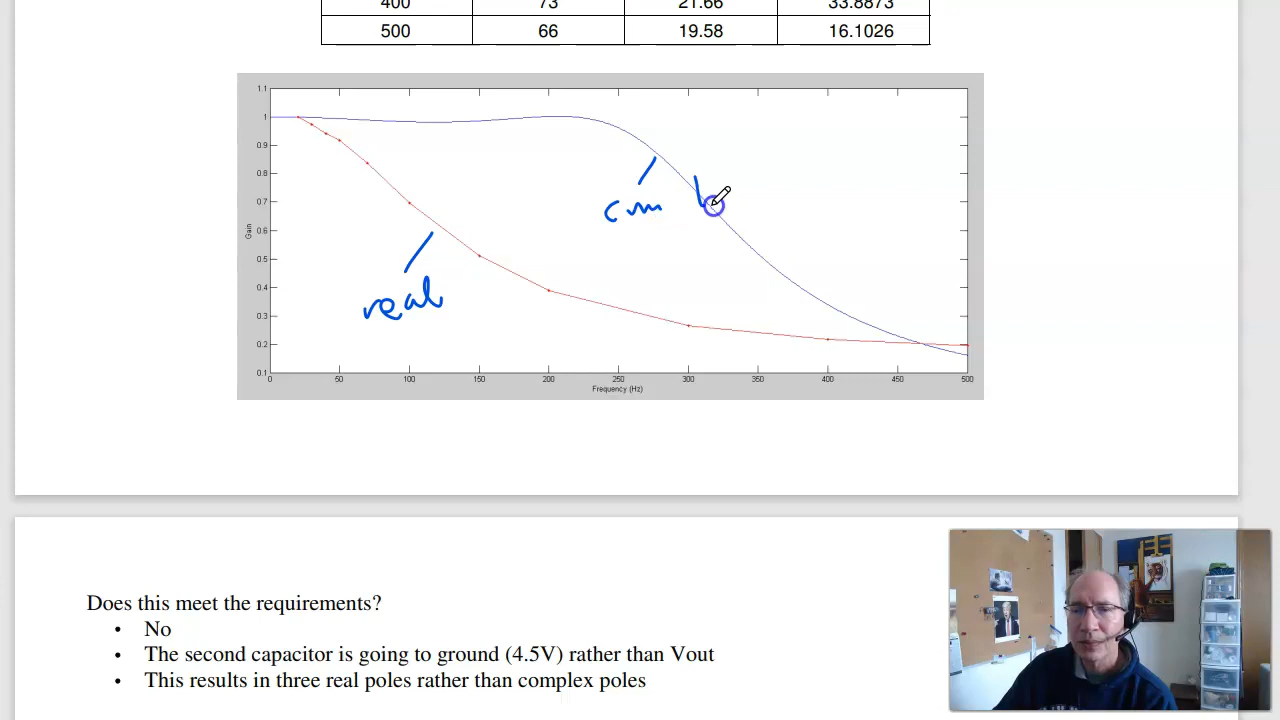 400 73 21.66 33.8873
500 66 19.58 16.1026
1.1
1
0.9
0.8
0.7
0.6
0.5
0.4
0.3
0.2
0.1
Gain
0 50 100 150 200 250 300 350 400 450 500
Frequency (Hz)
real
Does this meet the requirements?
• No
• The second capacitor is going to ground (4.5V) rather than Vout
• This results in three real poles rather than complex poles